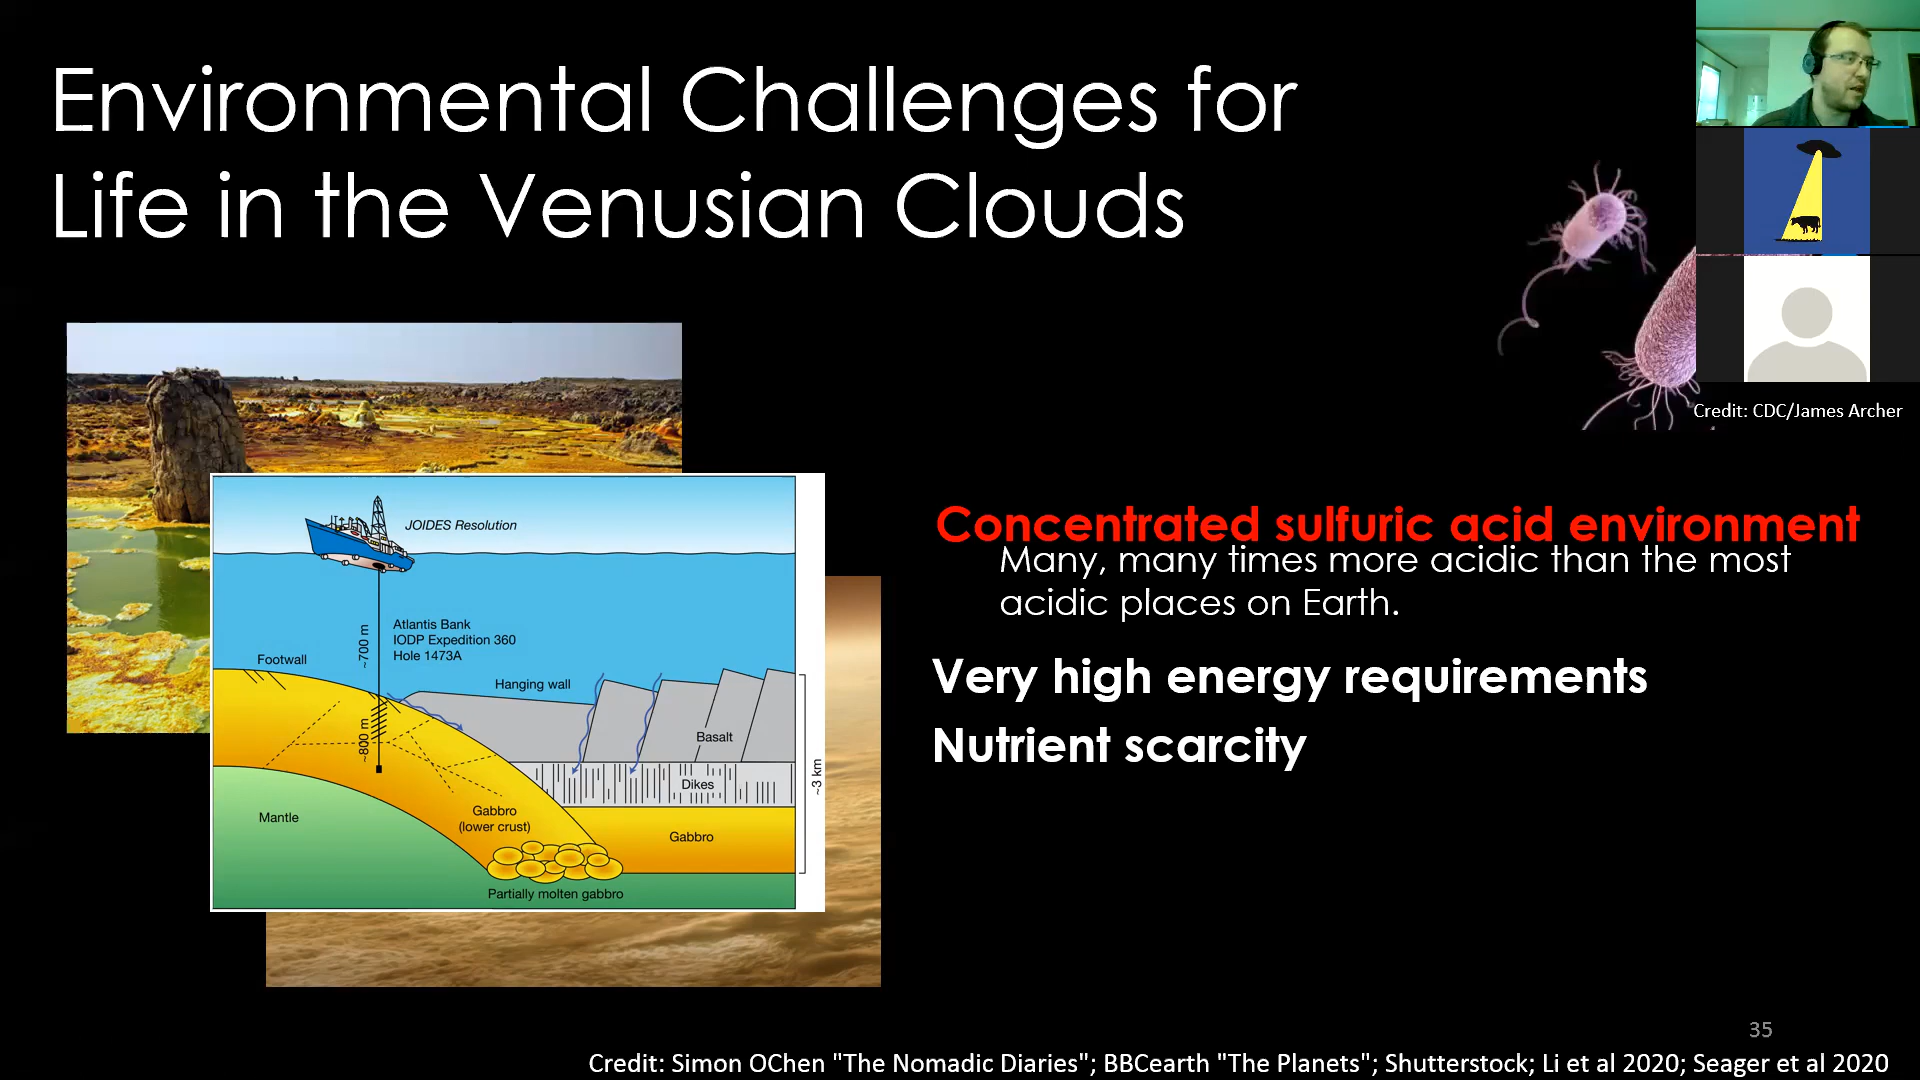 Environmental Challenges for
Life in the Venusian Clouds
Credit: CDC/James Archer
JOIDES Resolution
Atlantis Bank
IODP Expedition 360
Hole 1473A
~700 m
Footwall
Hanging wall
~800 m
Basalt
Dikes
~3 km
Mantle
Gabbro
(lower crust)
Gabbro
Partially molten gabbro
Concentrated sulfuric acid environment
Many, many times more acidic than the most
acidic places on Earth.
Very high energy requirements
Nutrient scarcity
35
Credit: Simon OChen "The Nomadic Diaries"; BBCearth "The Planets"; Shutterstock; Li et al 2020; Seager et al 2020